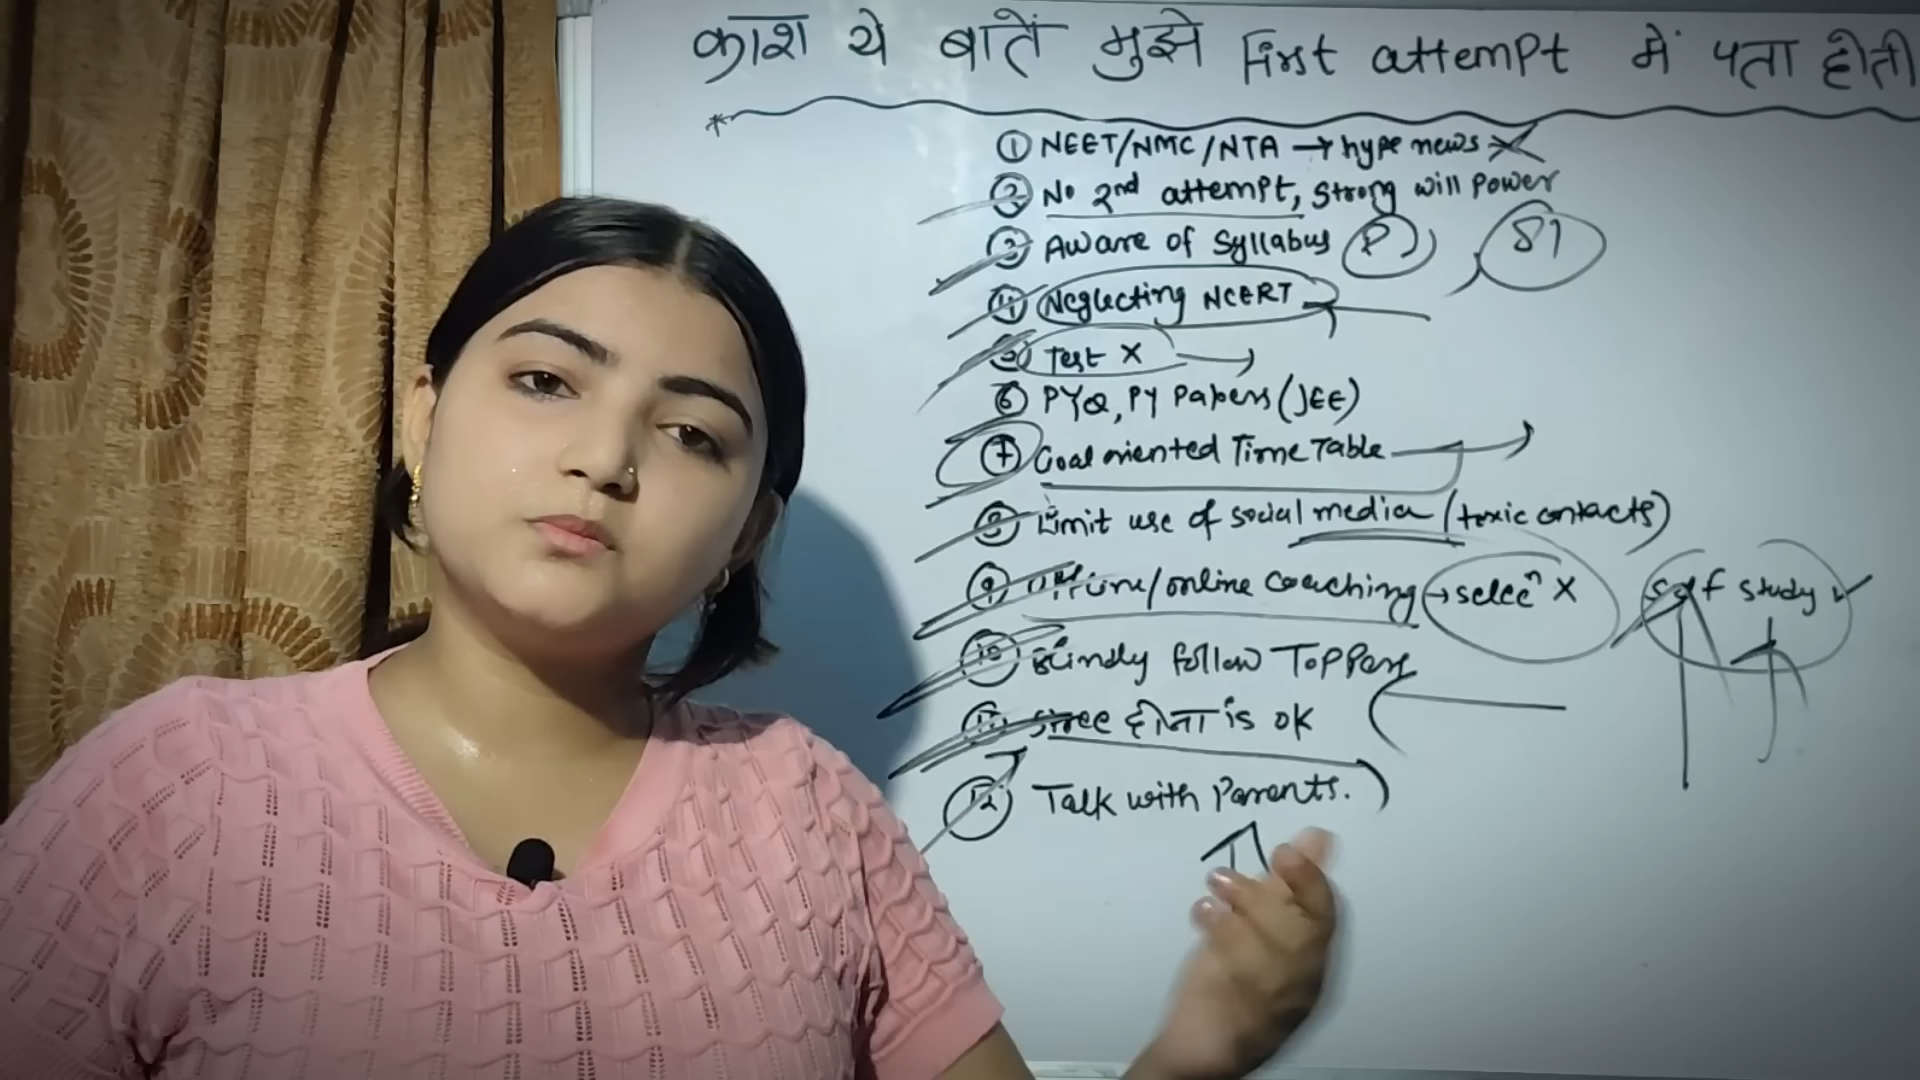 काश ये बातें मुझे First attempt में पता होती
① NEET/NMC/NTA → hype news X
② No 2nd attempt, Strong will power
③ Aware of Syllabus P 81
④ Neglecting NCERT
⑤ Test X →
⑥ PYQ, PY Papers (JEE)
⑦ Goal oriented Time Table →
⑧ Limit use of social media (toxic contacts)
⑨ offline/online coaching → selecⁿ X Self study ✓
⑩ Blindly follow Toppers
होता is ok
⑫ Talk with Parents.